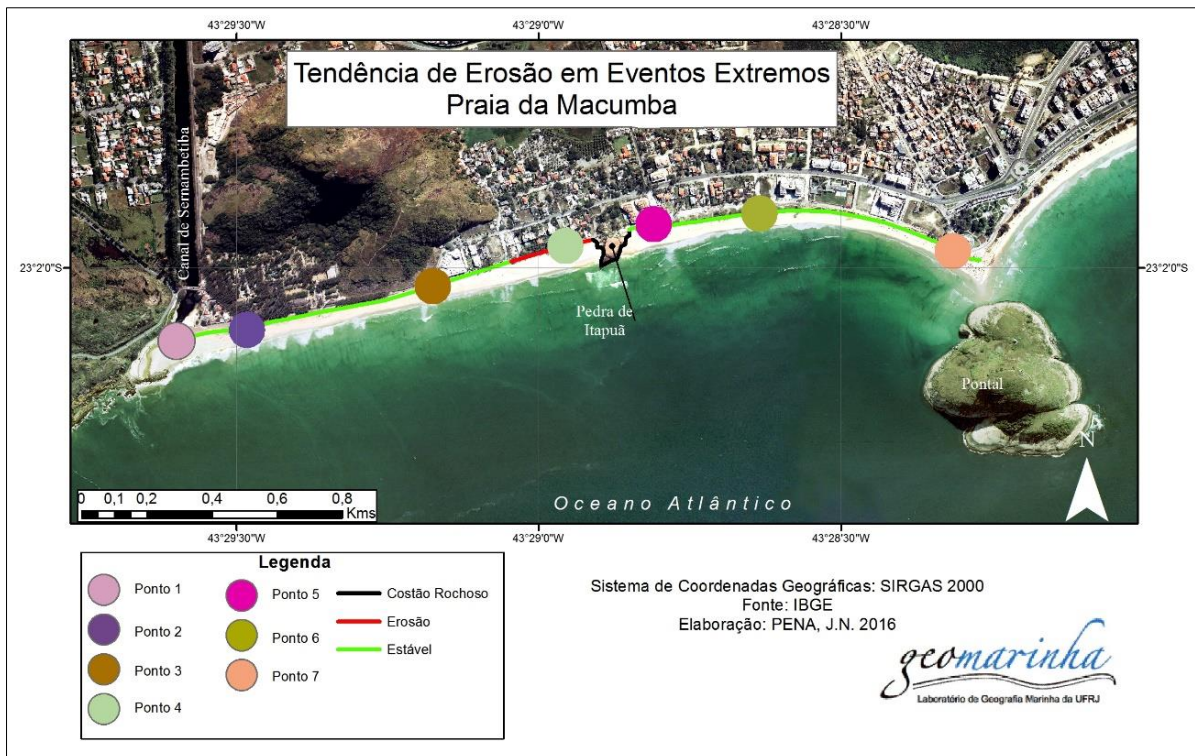 43°29'30"W
43°29'0"W
43°28'30"W
Tendência de Erosão em Eventos Extremos
Praia da Macumba
Canal de Sernambetiba
23°2'0"S
23°2'0"S
Pedra de
Itapuã
Pontal
N
0 0,1 0,2 0,4 0,6 0,8
Kms
Oceano Atlântico
43°29'30"W
43°29'0"W
43°28'30"W
Legenda
Ponto 1
Ponto 2
Ponto 3
Ponto 4
Ponto 5
Ponto 6
Ponto 7
Costão Rochoso
Erosão
Estável
Sistema de Coordenadas Geográficas: SIRGAS 2000
Fonte: IBGE
Elaboração: PENA, J.N. 2016
geomarinha
Laboratório de Geografia Marinha da UFRJ